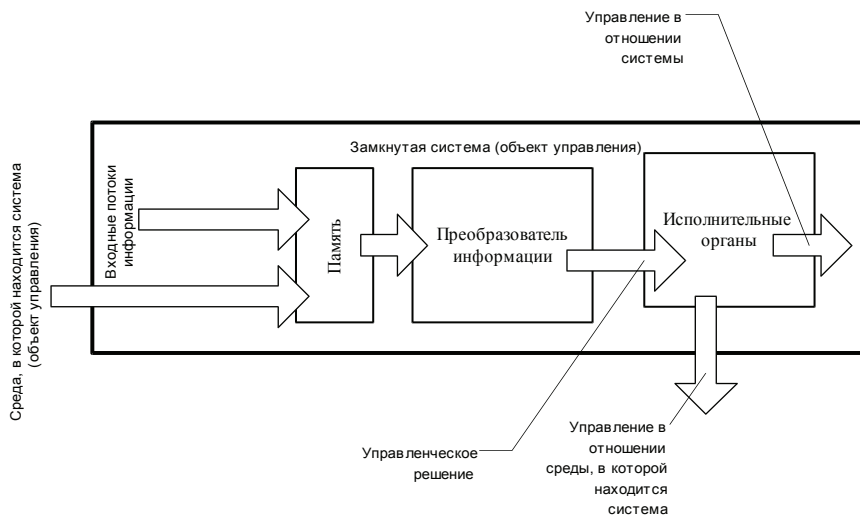 Управление в
отношении
системы
Замкнутая система (объект управления)
Среда, в которой находится система
(объект управления)
Входные потоки
информации
Память
Преобразователь
информации
Исполнительные
органы
Управленческое
решение
Управление в
отношении
среды, в которой
находится
система